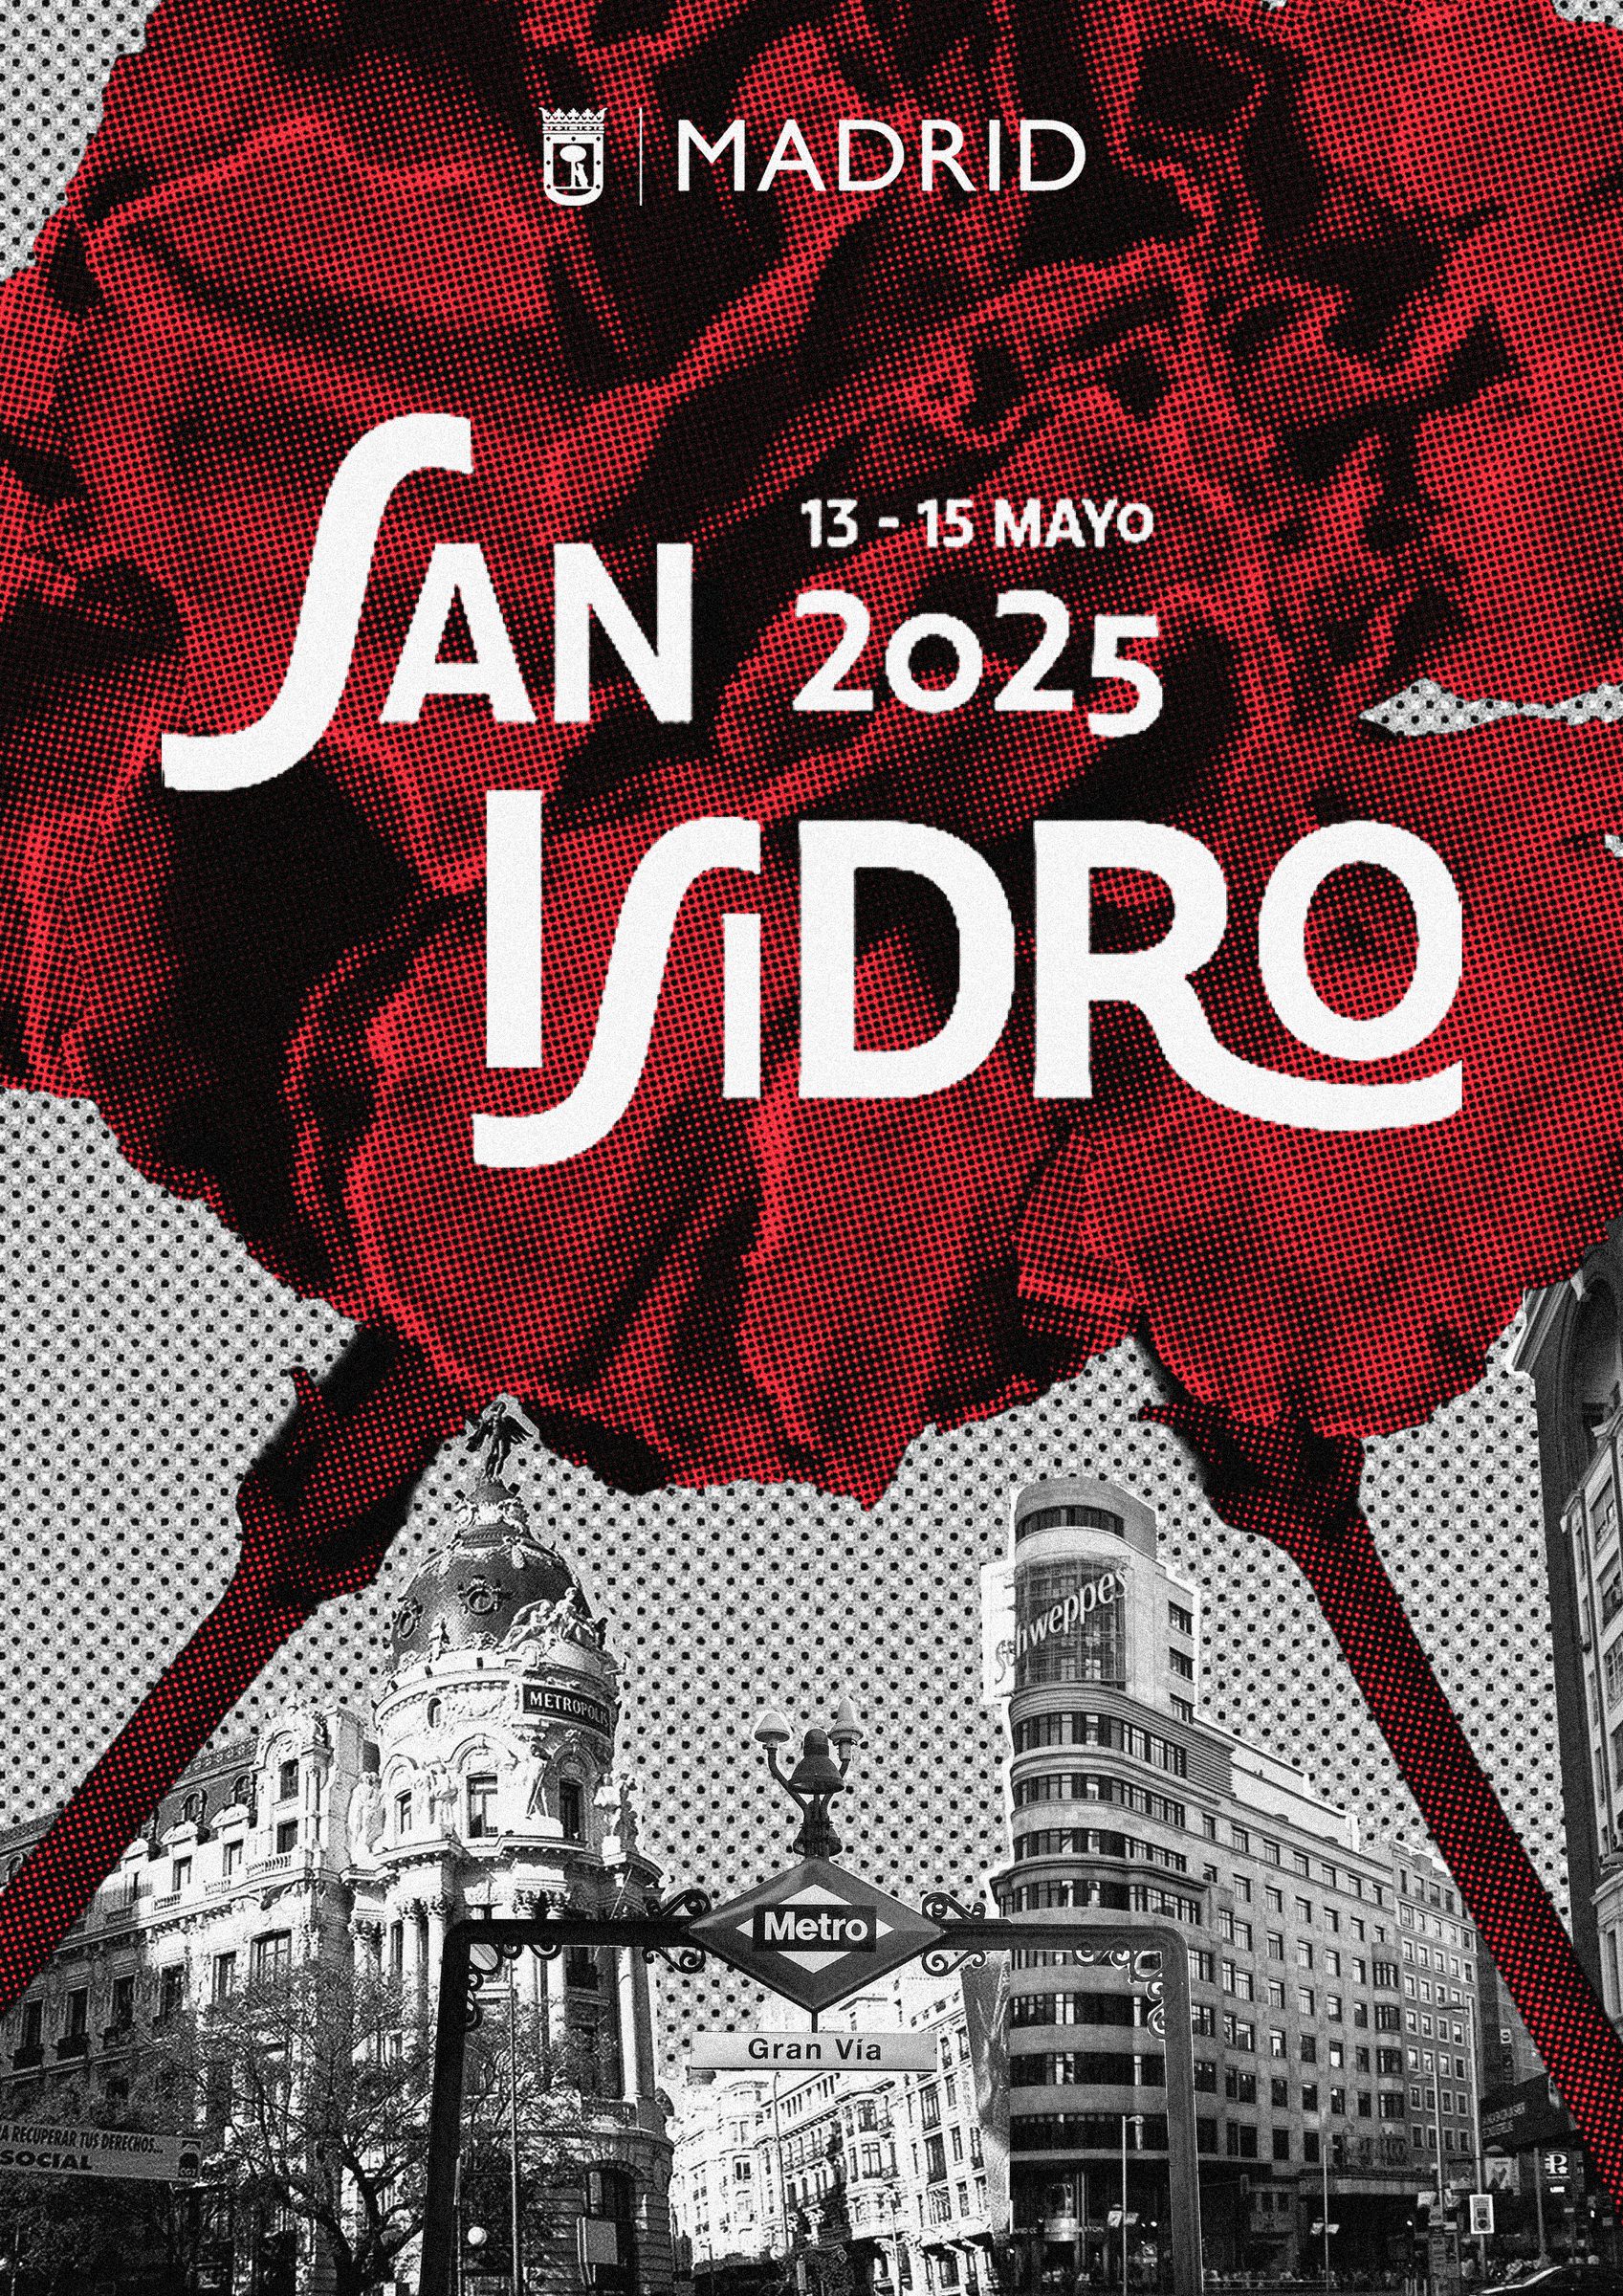 MADRID
SAN
13 - 15 MAYO
2025
ISIDRO
Schweppes
METROPOLIS
Metro
Gran Vía
A RECUPERAR TUS DERECHOS...
SOCIAL